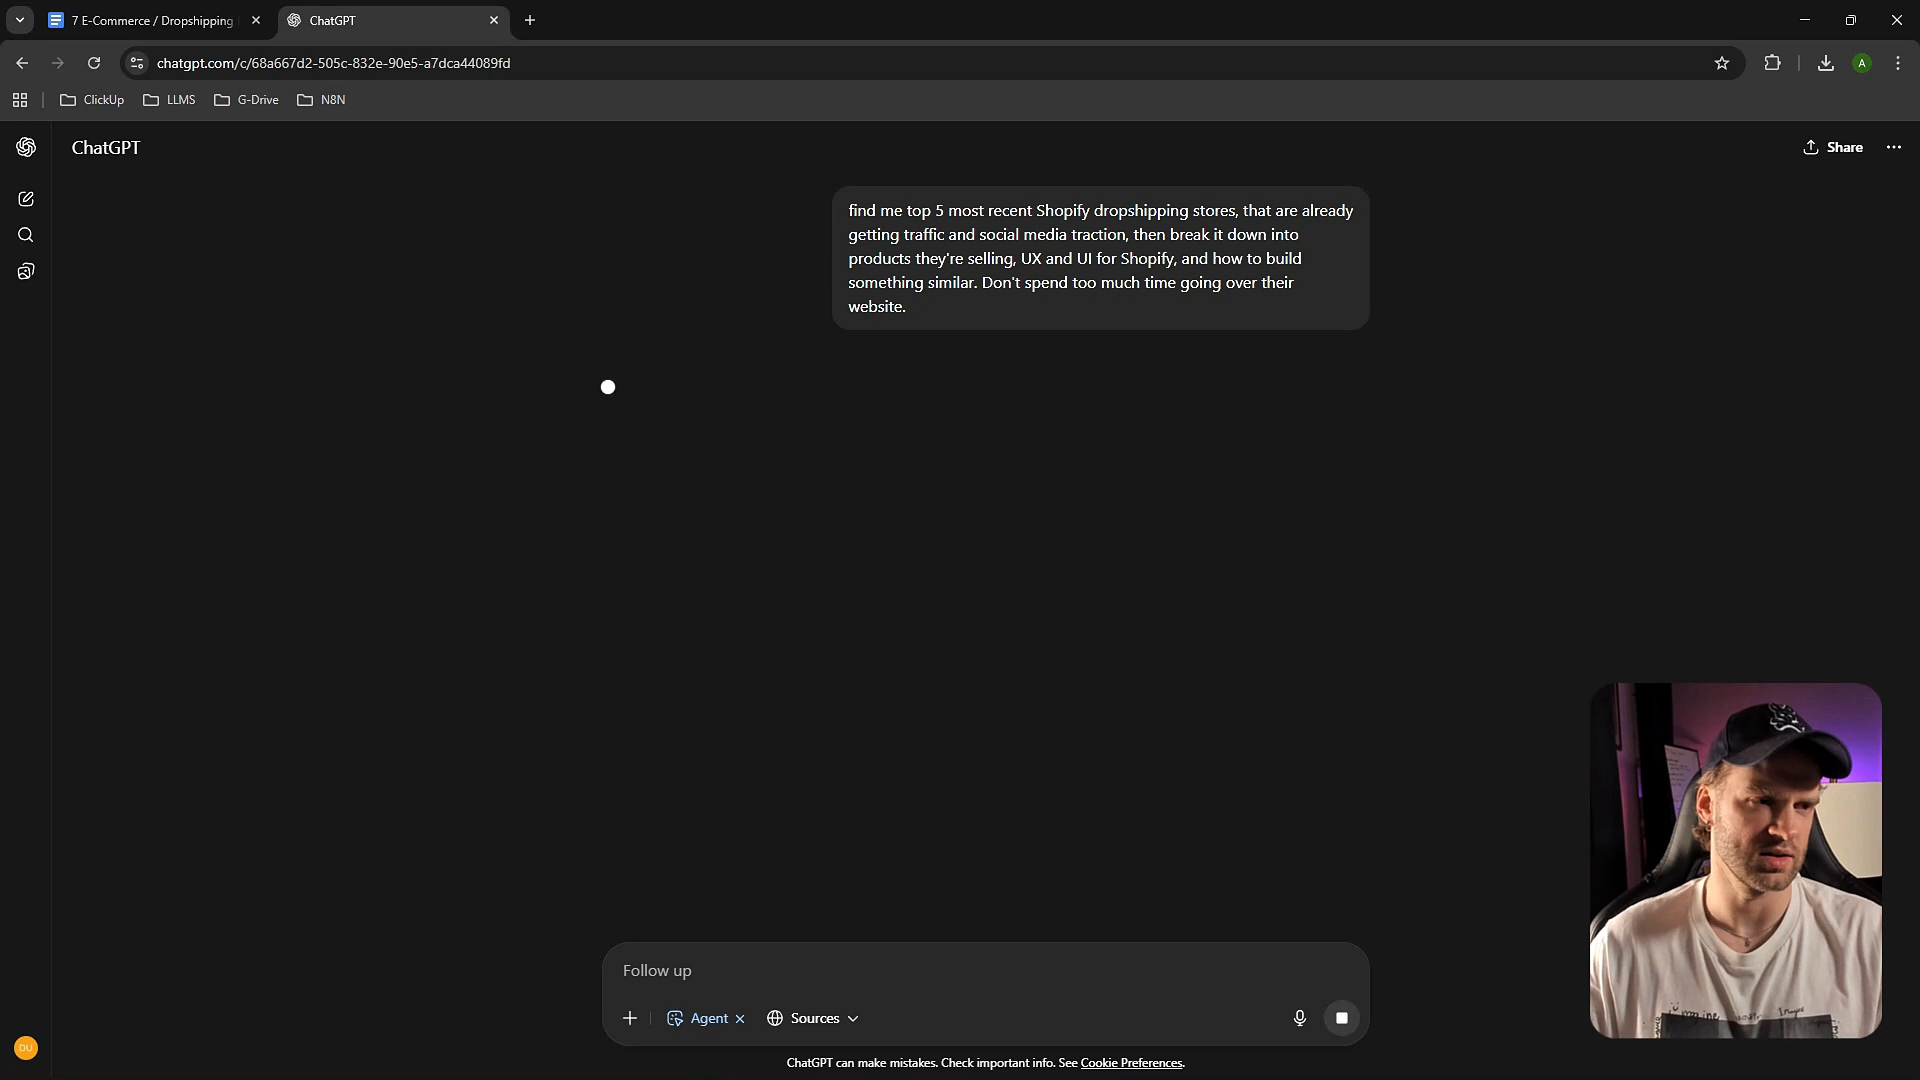 7 E-Commerce / Dropshipping
ChatGPT
chatgpt.com/c/68a667d2-505c-832e-90e5-a7dca44089fd
A
ClickUp
LLMS
G-Drive
N8N
ChatGPT
Share
find me top 5 most recent Shopify dropshipping stores, that are already
getting traffic and social media traction, then break it down into
products they're selling, UX and UI for Shopify, and how to build
something similar. Don't spend too much time going over their
website.
Follow up
Agent
Sources
DU
ChatGPT can make mistakes. Check important info. See Cookie Preferences.